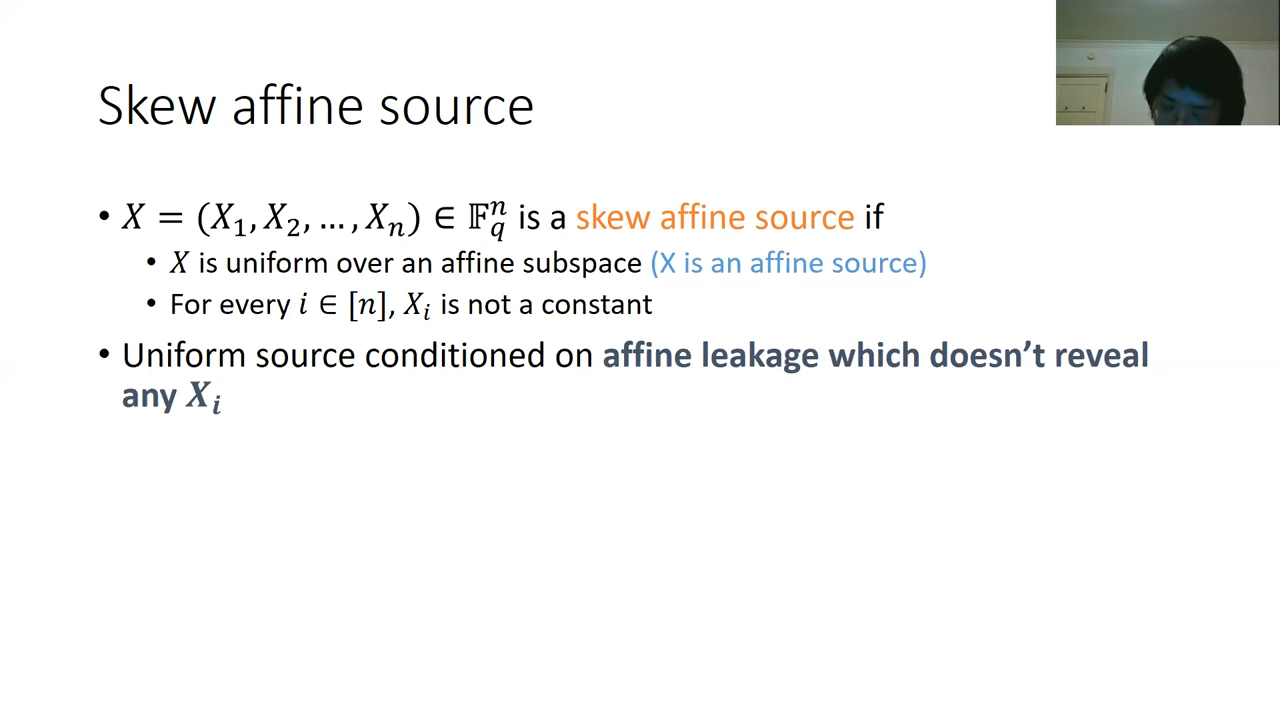 Skew affine source
• 𝑋 = (𝑋₁, 𝑋₂, … , 𝑋ₙ) ∈ 𝔽_q^n is a skew affine source if
• 𝑋 is uniform over an affine subspace (X is an affine source)
• For every 𝑖 ∈ [𝑛], 𝑋ᵢ is not a constant
• Uniform source conditioned on affine leakage which doesn’t reveal
any 𝑿ᵢ